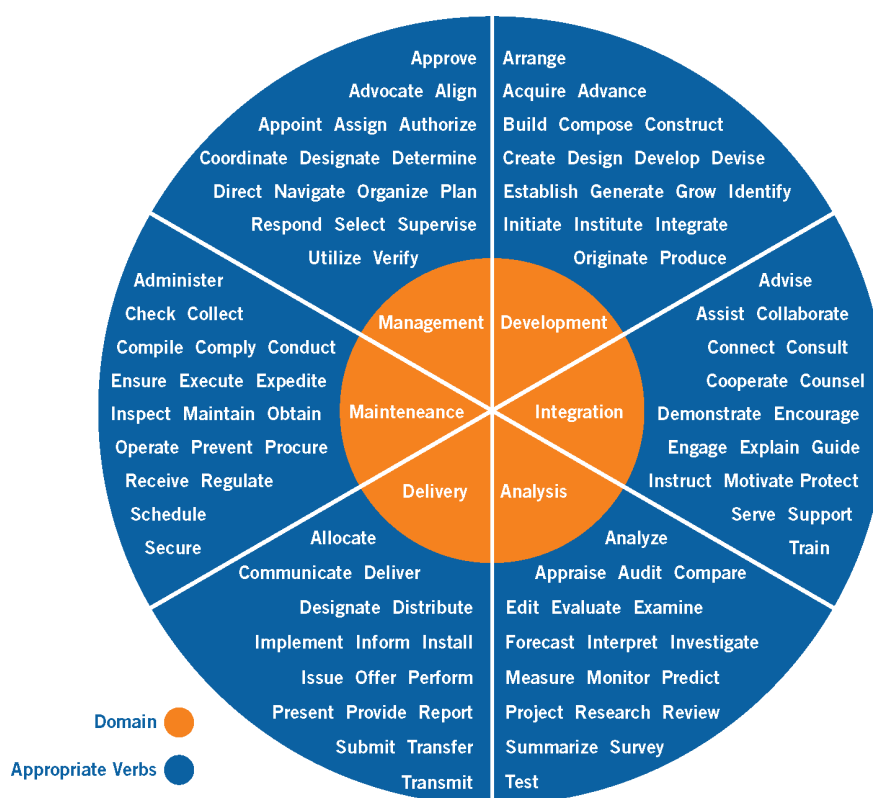 Approve
Advocate Align
Appoint Assign Authorize
Coordinate Designate Determine
Direct Navigate Organize Plan
Respond Select Supervise
Utilize Verify
Management
Arrange
Acquire Advance
Build Compose Construct
Create Design Develop Devise
Establish Generate Grow Identify
Initiate Institute Integrate
Originate Produce
Development
Administer
Check Collect
Compile Comply Conduct
Ensure Execute Expedite
Inspect Maintain Obtain
Operate Prevent Procure
Receive Regulate
Schedule
Secure
Mainteneance
Integration
Advise
Assist Collaborate
Connect Consult
Cooperate Counsel
Demonstrate Encourage
Engage Explain Guide
Instruct Motivate Protect
Serve Support
Train
Delivery
Allocate
Communicate Deliver
Designate Distribute
Implement Inform Install
Issue Offer Perform
Present Provide Report
Submit Transfer
Transmit
Analysis
Analyze
Appraise Audit Compare
Edit Evaluate Examine
Forecast Interpret Investigate
Measure Monitor Predict
Project Research Review
Summarize Survey
Test
Domain
Appropriate Verbs